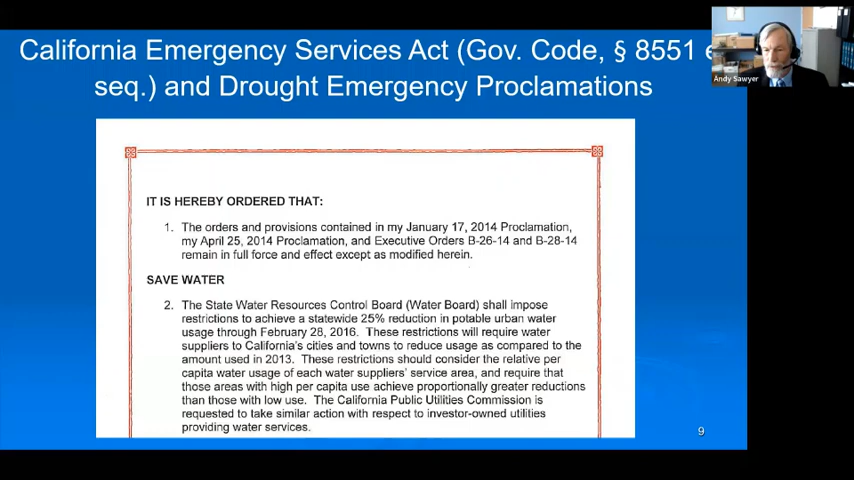 California Emergency Services Act (Gov. Code, § 8551 e
seq.) and Drought Emergency Proclamations
Andy Sawyer
IT IS HEREBY ORDERED THAT:
1. The orders and provisions contained in my January 17, 2014 Proclamation,
my April 25, 2014 Proclamation, and Executive Orders B-26-14 and B-28-14
remain in full force and effect except as modified herein.
SAVE WATER
2. The State Water Resources Control Board (Water Board) shall impose
restrictions to achieve a statewide 25% reduction in potable urban water
usage through February 28, 2016. These restrictions will require water
suppliers to California's cities and towns to reduce usage as compared to the
amount used in 2013. These restrictions should consider the relative per
capita water usage of each water suppliers' service area, and require that
those areas with high per capita use achieve proportionally greater reductions
than those with low use. The California Public Utilities Commission is
requested to take similar action with respect to investor-owned utilities
providing water services.
9